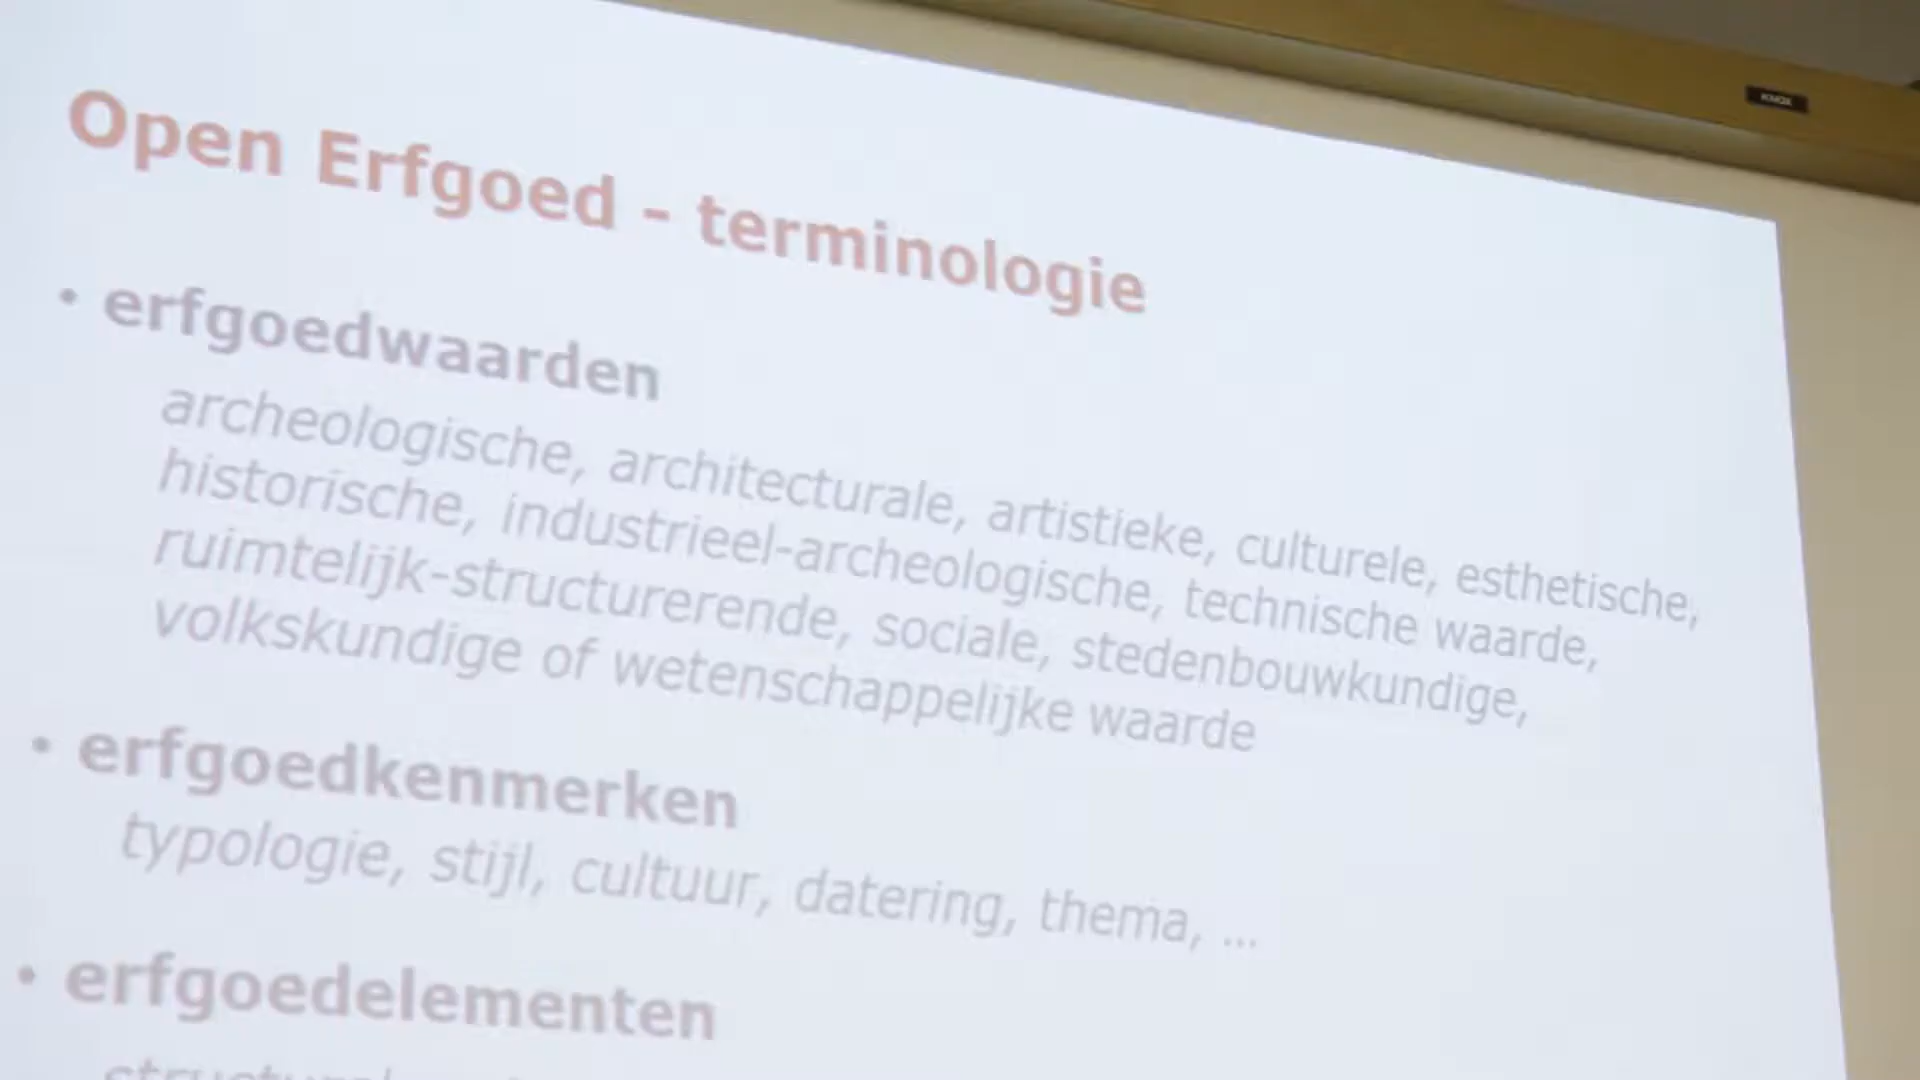 KNOX
Open Erfgoed - terminologie
• erfgoedwaarden
archeologische, architecturale, artistieke, culturele, esthetische,
historische, industrieel-archeologische, technische waarde,
ruimtelijk-structurerende, sociale, stedenbouwkundige,
volkskundige of wetenschappelijke waarde
• erfgoedkenmerken
typologie, stijl, cultuur, datering, thema, ...
• erfgoedelementen